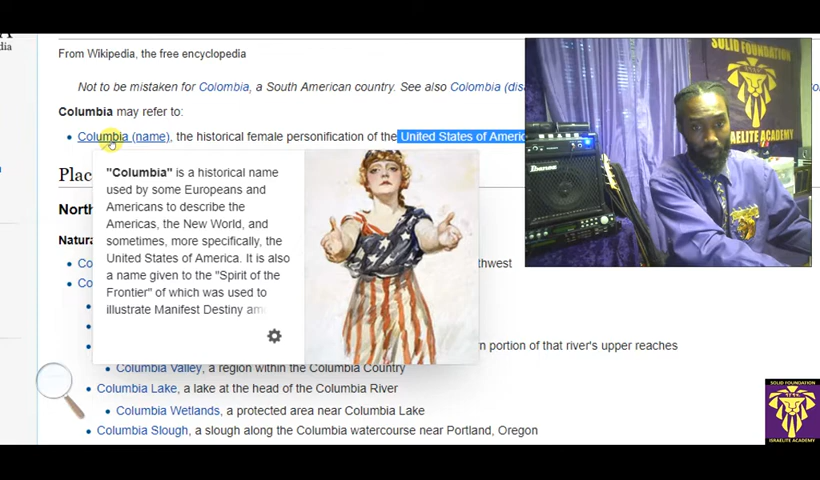 A
dia
From Wikipedia, the free encyclopedia
Not to be mistaken for Colombia, a South American country. See also Colombia (dis
Columbia may refer to:
Columbia (name), the historical female personification of the United States of Americ
"Columbia" is a historical name
used by some Europeans and
Americans to describe the
Americas, the New World, and
sometimes, more specifically, the
United States of America. It is also
a name given to the "Spirit of the
Frontier" of which was used to
illustrate Manifest Destiny
Plac
North
Natura
Co
thwest
Co
rn portion of that river's upper reaches
Columbia Valley, a region within the Columbia Country
Columbia Lake, a lake at the head of the Columbia River
Columbia Wetlands, a protected area near Columbia Lake
Columbia Slough, a slough along the Columbia watercourse near Portland, Oregon
SOLID FOUNDATION
ISRAELITE ACADEMY
Ibanez
SOLID FOUNDATION
ISRAELITE ACADEMY